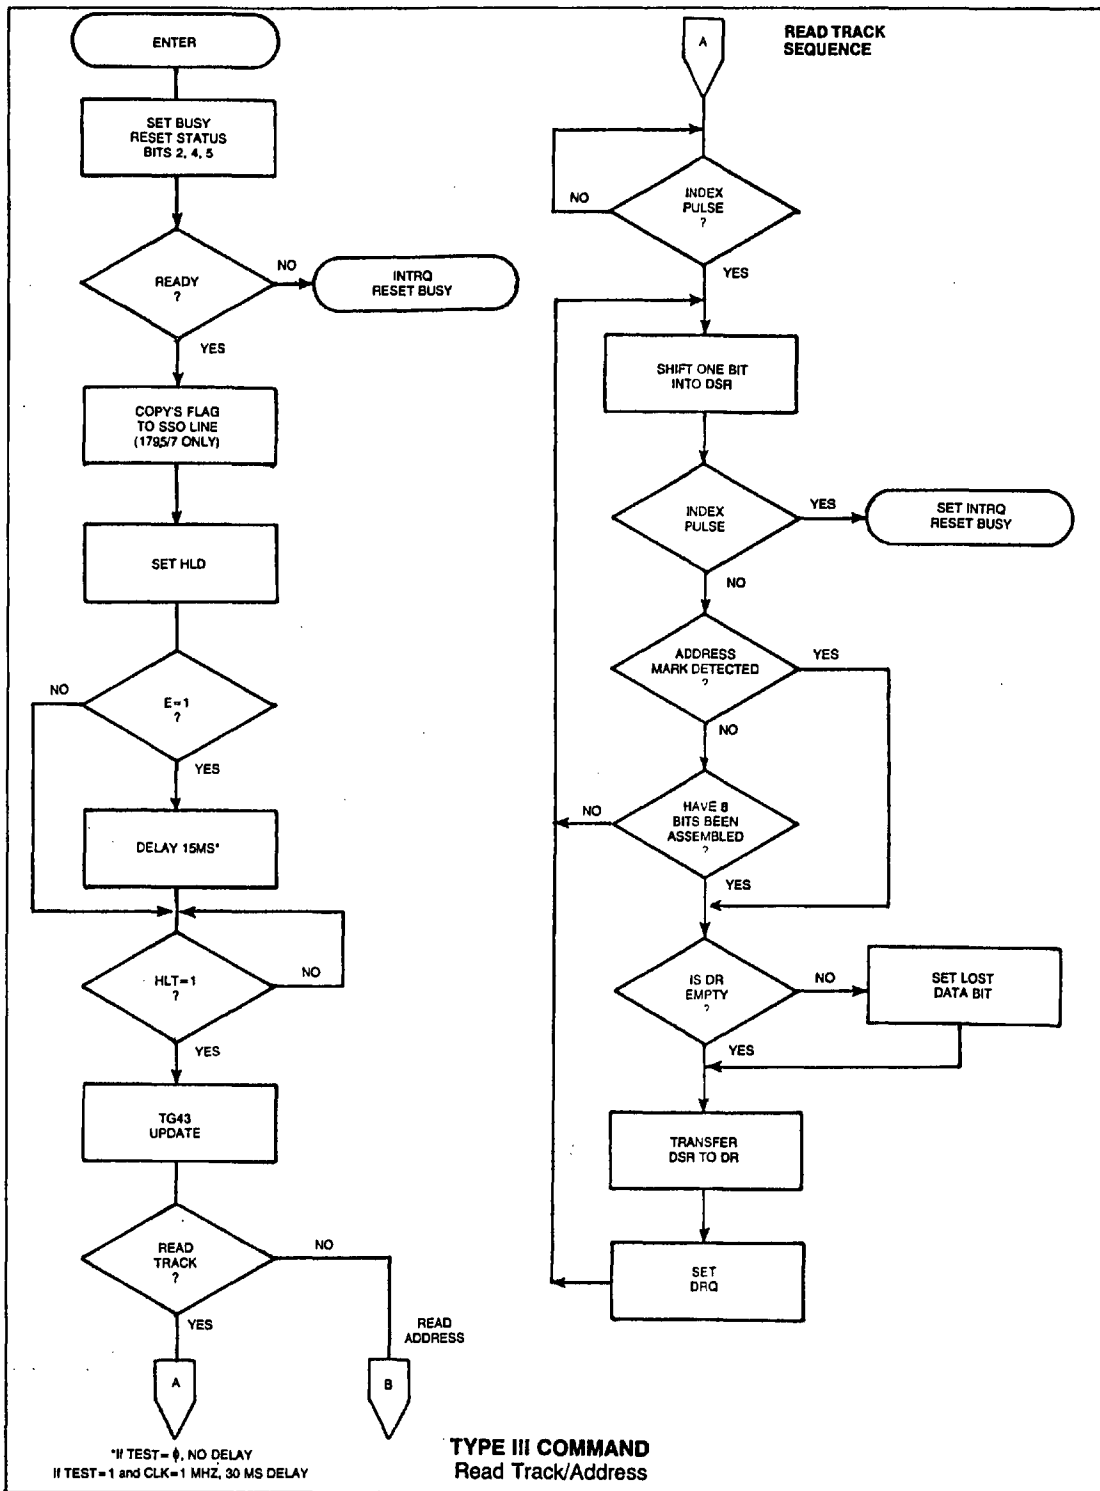 ENTER
SET BUSY
RESET STATUS
BITS 2, 4, 5
READY
?
NO
INTRQ
RESET BUSY
YES
COPY'S FLAG
TO SSO LINE
(1795/7 ONLY)
SET HLD
NO
E=1
?
YES
DELAY 15MS*
HLT=1
?
NO
YES
TG43
UPDATE
READ
TRACK
?
NO
YES
READ
ADDRESS
A
B
*If TEST=ϕ, NO DELAY
If TEST=1 and CLK=1 MHZ, 30 MS DELAY
A
READ TRACK
SEQUENCE
NO
INDEX
PULSE
?
YES
SHIFT ONE BIT
INTO DSR
INDEX
PULSE
YES
SET INTRQ
RESET BUSY
NO
ADDRESS
MARK DETECTED
?
YES
NO
NO
HAVE 8
BITS BEEN
ASSEMBLED
?
YES
IS DR
EMPTY
?
NO
SET LOST
DATA BIT
YES
TRANSFER
DSR TO DR
SET
DRQ
TYPE III COMMAND
Read Track/Address